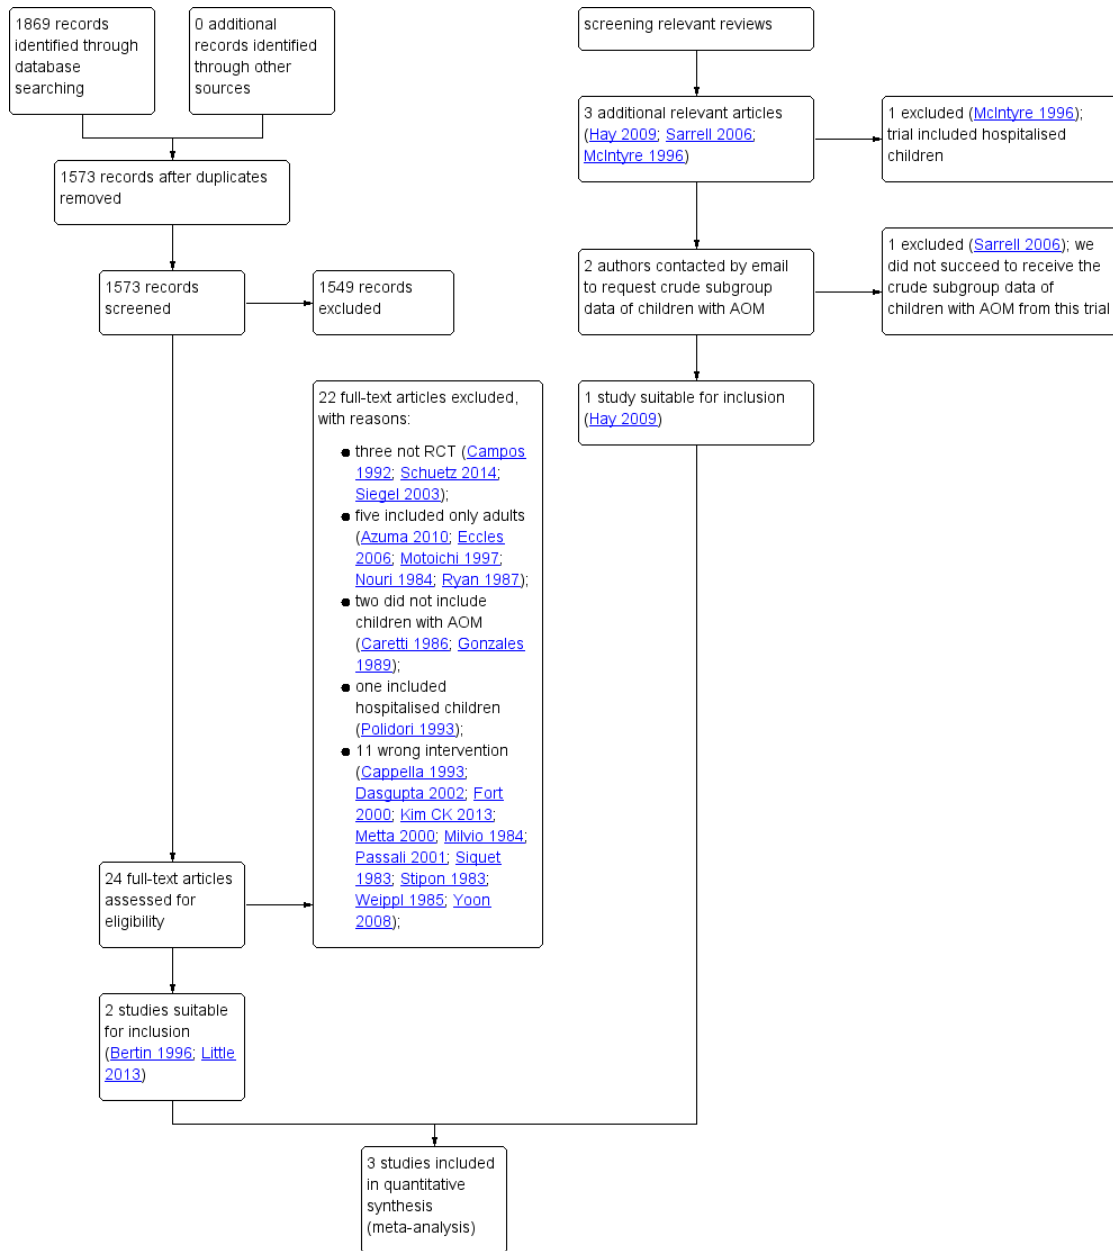 1869 records
identified through
database
searching
0 additional
records identified
through other
sources
1573 records after duplicates
removed
1573 records
screened
1549 records
excluded
22 full-text articles excluded,
with reasons:
● three not RCT (Campos
1992; Schuetz 2014;
Siegel 2003);
● five included only adults
(Azuma 2010; Eccles
2006; Motoichi 1997;
Nouri 1984; Ryan 1987);
● two did not include
children with AOM
(Caretti 1986; Gonzales
1989);
● one included
hospitalised children
(Polidori 1993);
● 11 wrong intervention
(Cappella 1993;
Dasgupta 2002; Fort
2000; Kim CK 2013;
Metta 2000; Milvio 1984;
Passali 2001; Siquet
1983; Stipon 1983;
Weippl 1985; Yoon
2008);
24 full-text articles
assessed for
eligibility
2 studies suitable
for inclusion
(Bertin 1996; Little
2013)
screening relevant reviews
3 additional relevant articles
(Hay 2009; Sarrell 2006;
McIntyre 1996)
1 excluded (McIntyre 1996);
trial included hospitalised
children
2 authors contacted by email
to request crude subgroup
data of children with AOM
1 excluded (Sarrell 2006); we
did not succeed to receive the
crude subgroup data of
children with AOM from this trial
1 study suitable for inclusion
(Hay 2009)
3 studies included
in quantitative
synthesis
(meta-analysis)